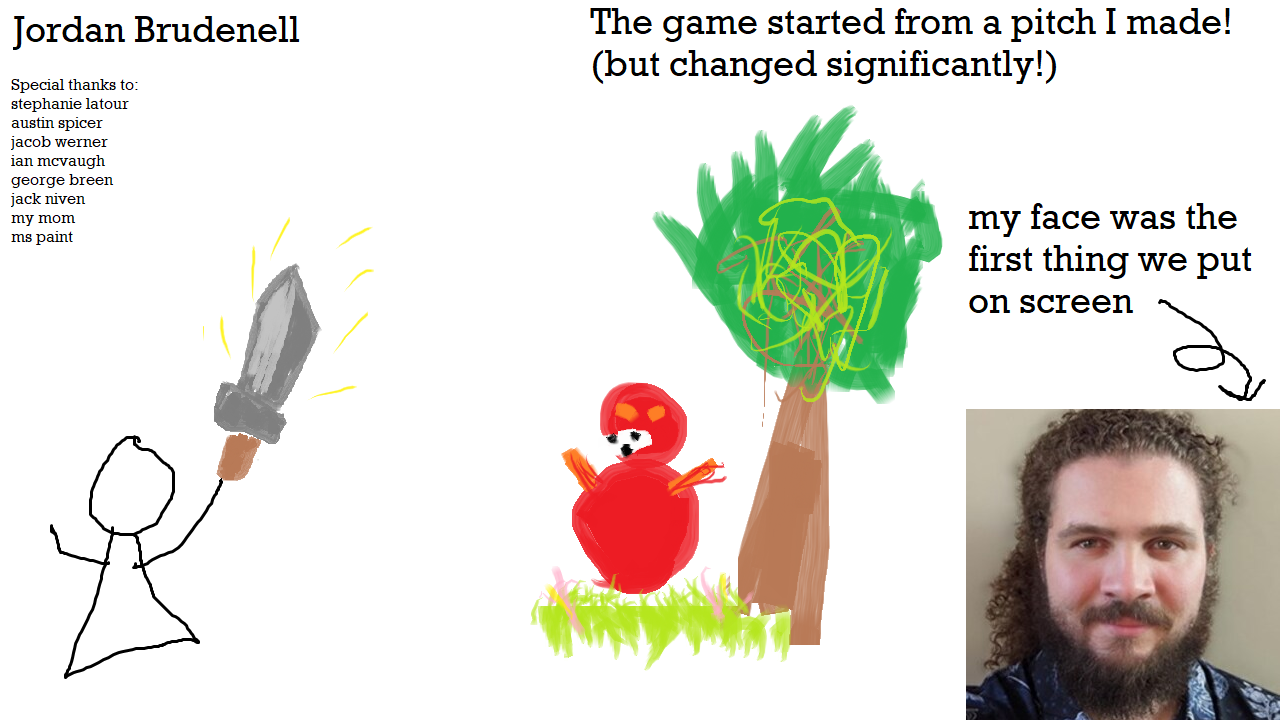 Jordan Brudenell
Special thanks to:
stephanie latour
austin spicer
jacob werner
ian mcvaugh
george breen
jack niven
my mom
ms paint
The game started from a pitch I made!
(but changed significantly!)
my face was the
first thing we put
on screen